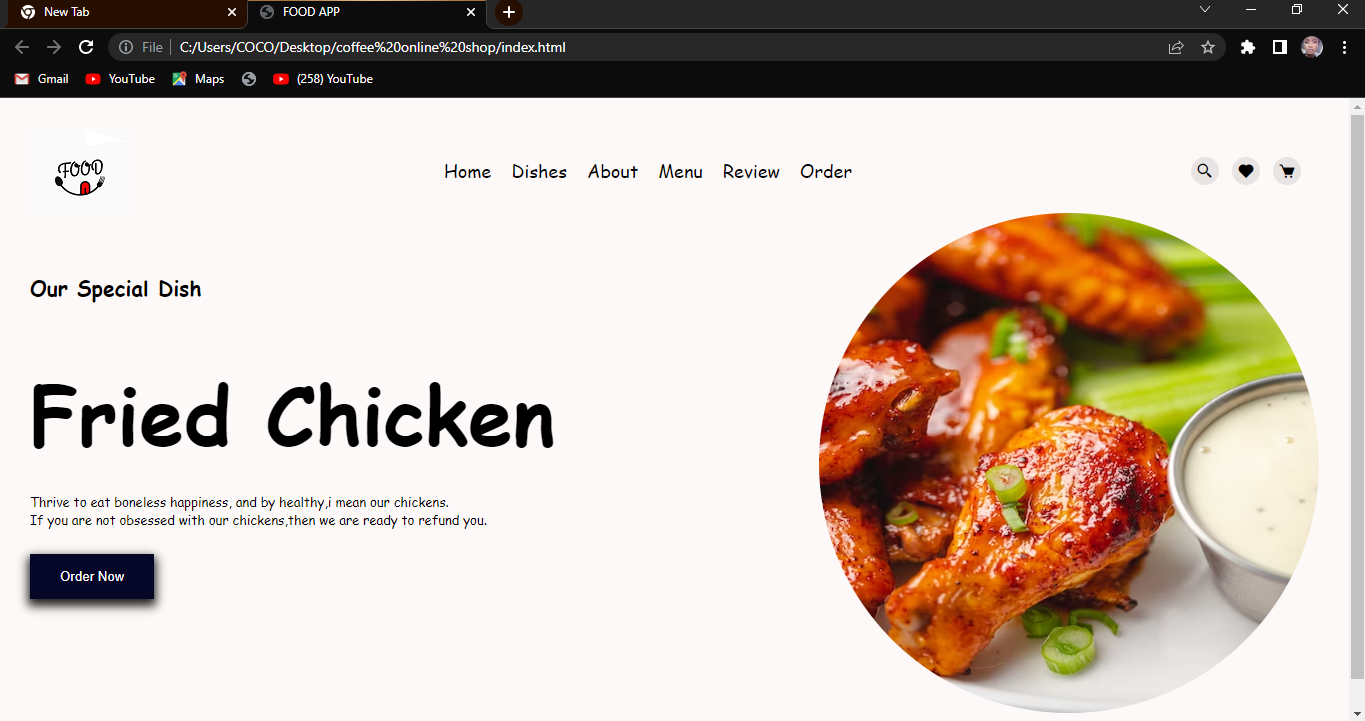 New Tab
FOOD APP
File
C:/Users/COCO/Desktop/coffee%20online%20shop/index.html
Gmail
YouTube
Maps
(258) YouTube
FOOD
Home Dishes About Menu Review Order
Our Special Dish
Fried Chicken
Thrive to eat boneless happiness, and by healthy,i mean our chickens.
If you are not obsessed with our chickens,then we are ready to refund you.
Order Now